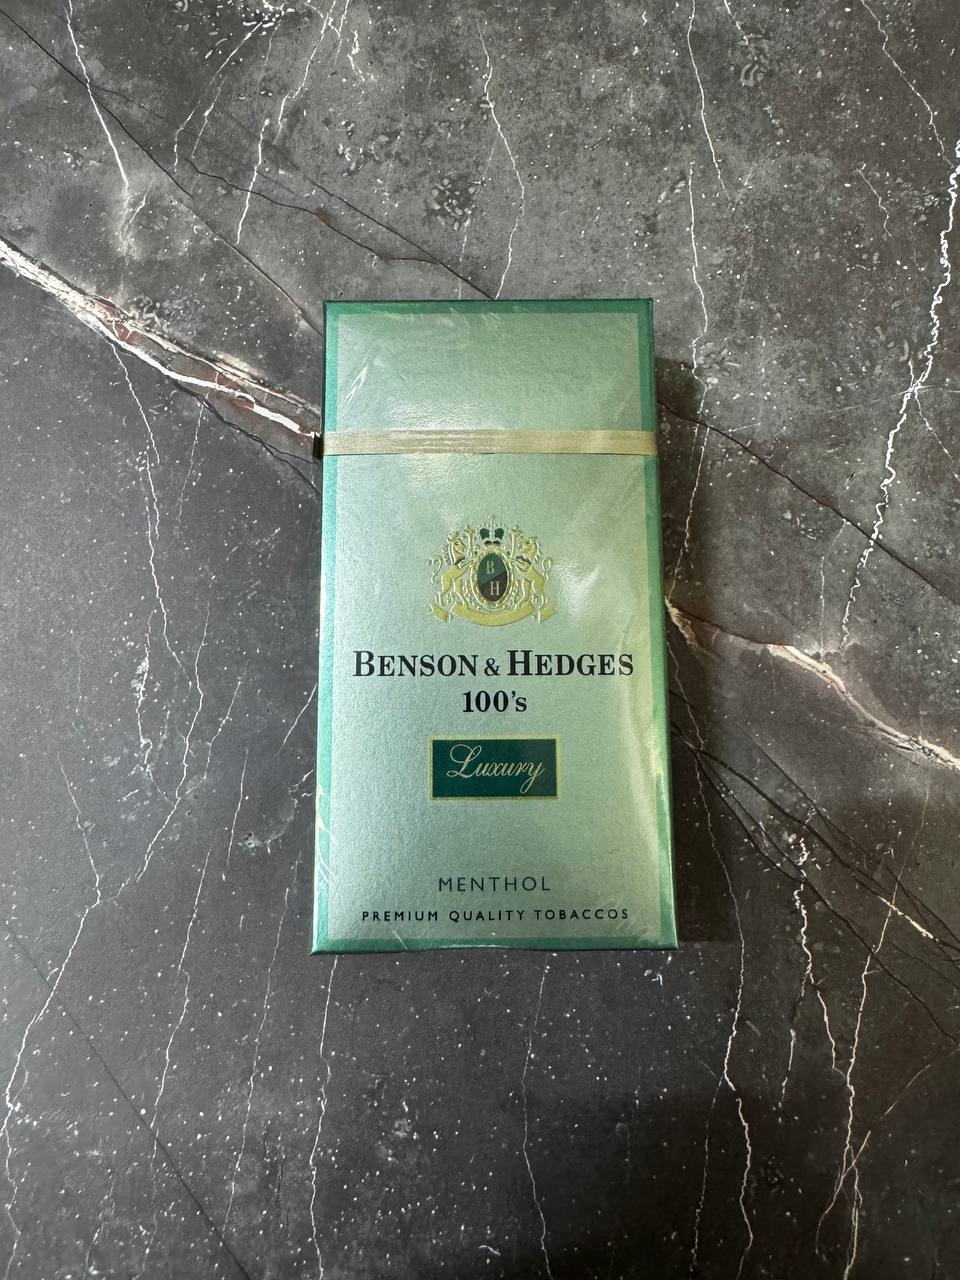 B
H
BENSON & HEDGES
100's
Luxury
MENTHOL
PREMIUM QUALITY TOBACCOS